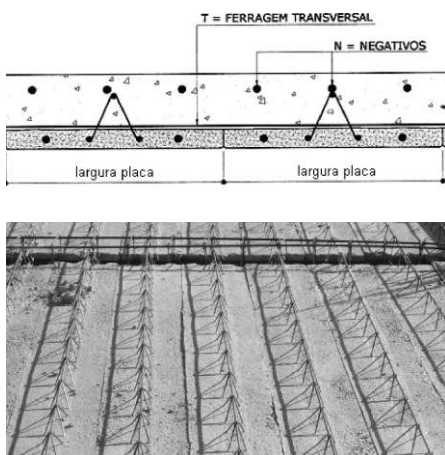 T = FERRAGEM TRANSVERSAL
N = NEGATIVOS
largura placa
largura placa